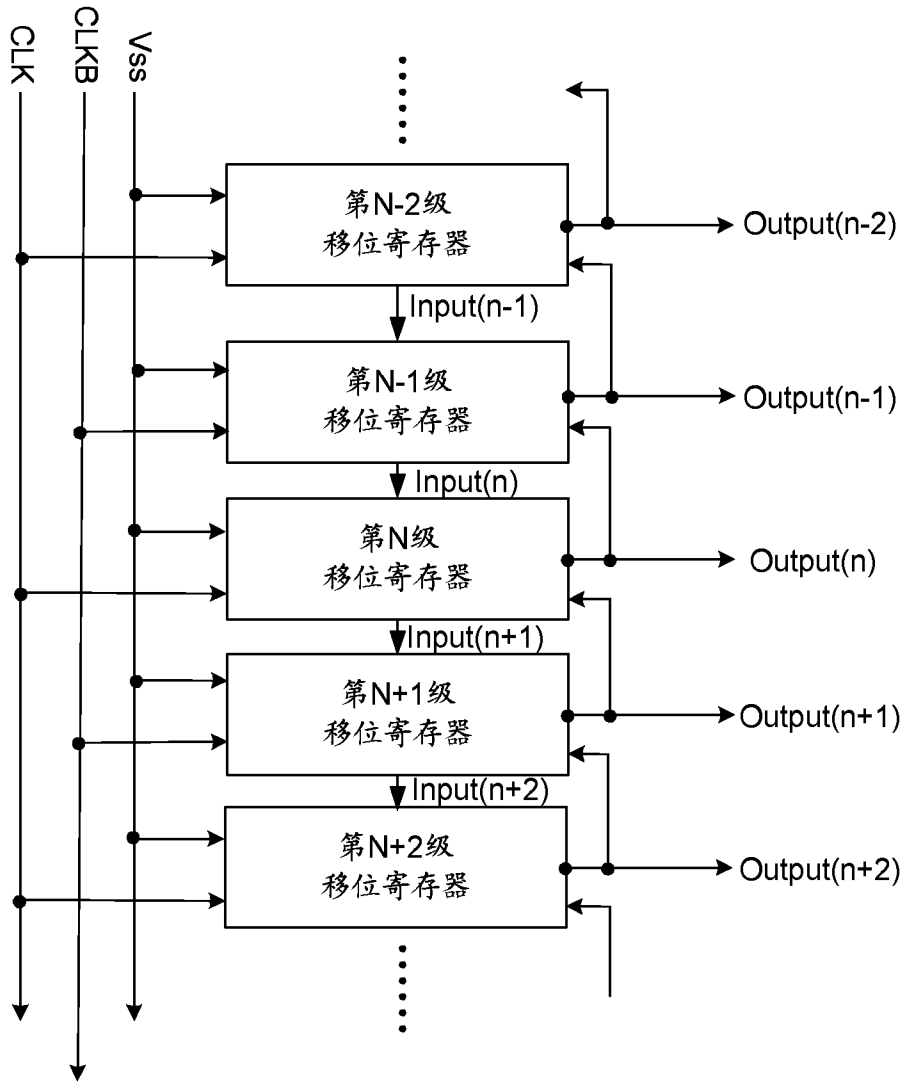 CLK
CLKB
Vss
第N-2级
移位寄存器
Output(n-2)
Input(n-1)
第N-1级
移位寄存器
Output(n-1)
Input(n)
第N级
移位寄存器
Output(n)
Input(n+1)
第N+1级
移位寄存器
Output(n+1)
Input(n+2)
第N+2级
移位寄存器
Output(n+2)